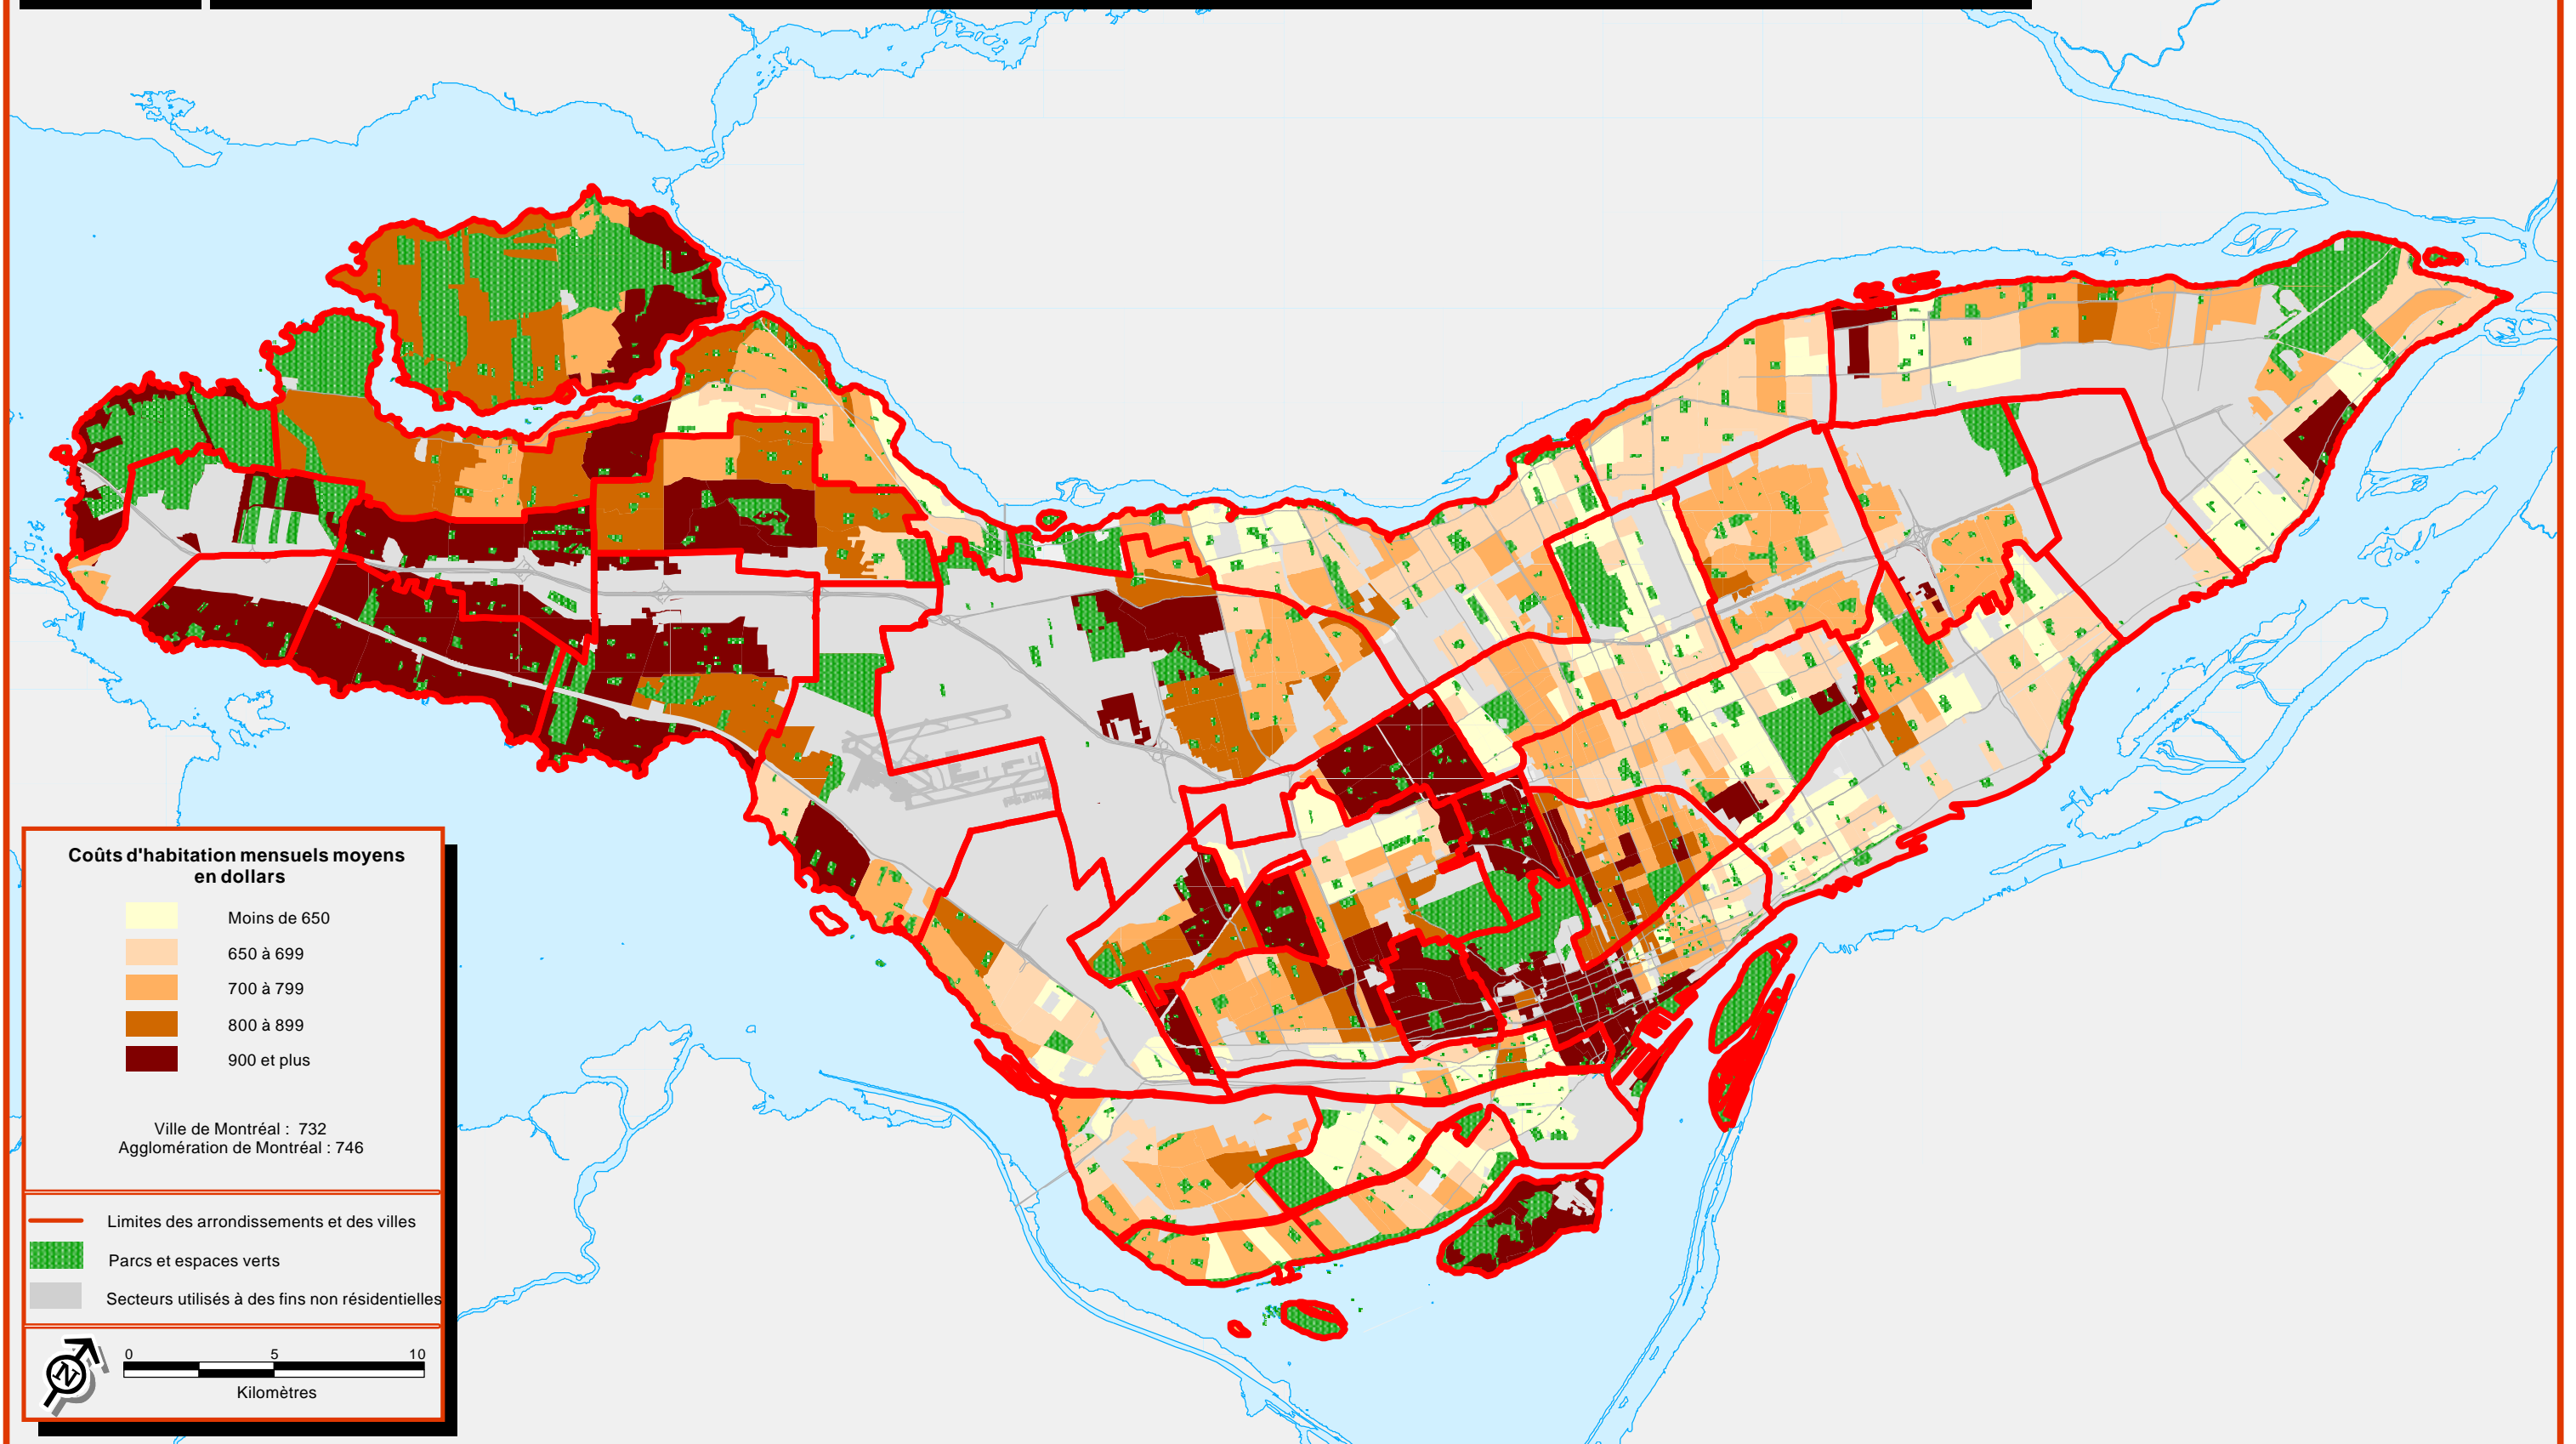 Coûts d'habitation mensuels moyens
en dollars
Moins de 650
650 à 699
700 à 799
800 à 899
900 et plus
Ville de Montréal : 732
Agglomération de Montréal : 746
Limites des arrondissements et des villes
Parcs et espaces verts
Secteurs utilisés à des fins non résidentielles
N
0 5 10
Kilomètres